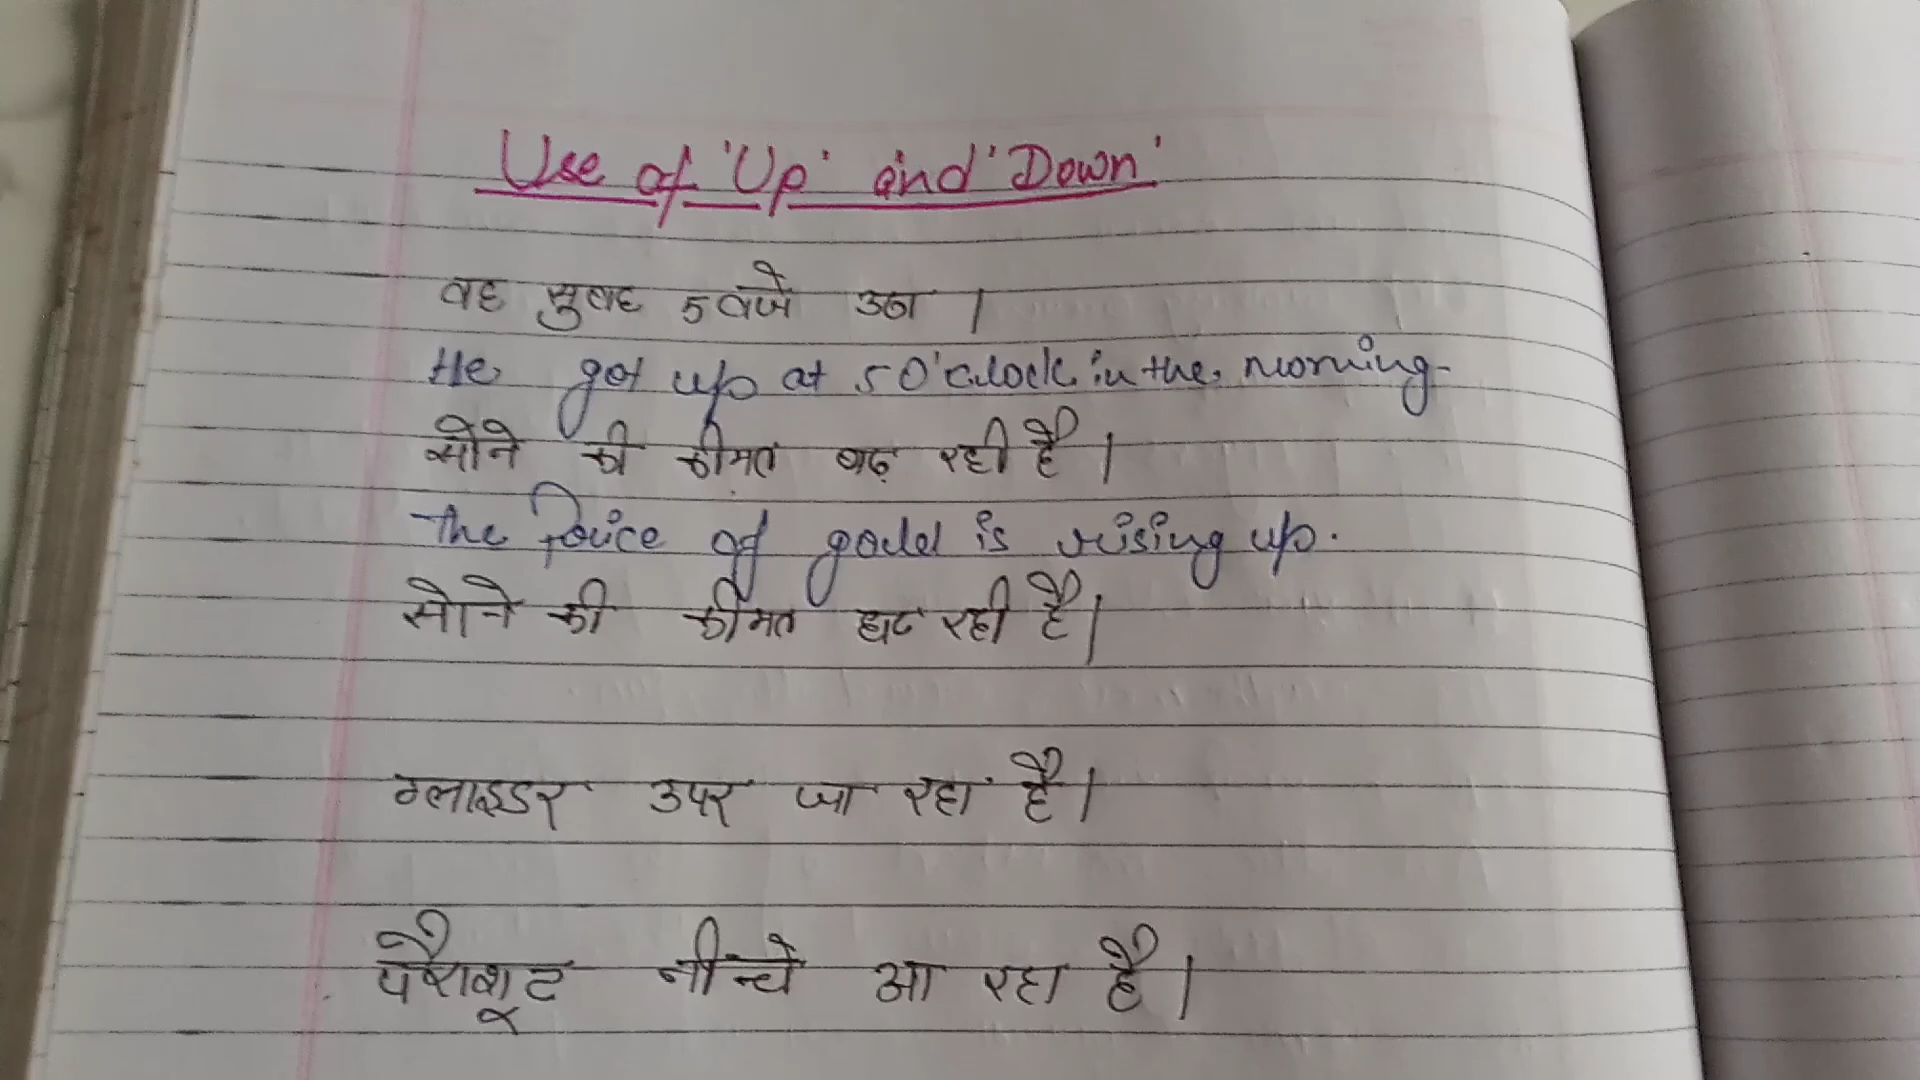 Use of 'Up' and 'Down'
वह सुबह 5 बजे उठा ।
He got up at 5 O'clock in the morning.
सोने की कीमत बढ़ रही है ।
The Price of gold is rising up.
सोने की कीमत घट रही है ।
ग्लाइडर उपर जा रहा है ।
पैराशूट नीचे आ रहा है ।